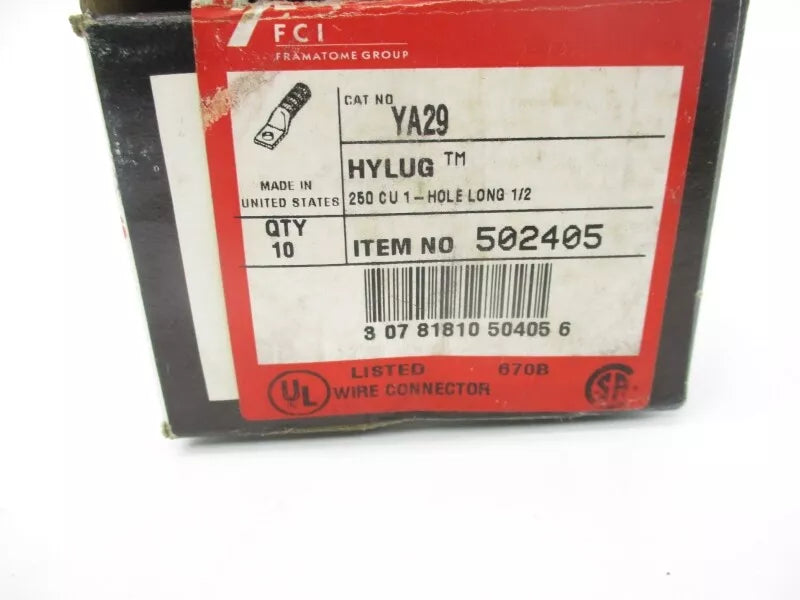 FCI
FRAMATOME GROUP
CAT NO YA29
HYLUG ™
MADE IN
UNITED STATES
250 CU 1-HOLE LONG 1/2
QTY
10
ITEM NO 502405
3 07 81810 50405 6
UL LISTED 670B
WIRE CONNECTOR
SA